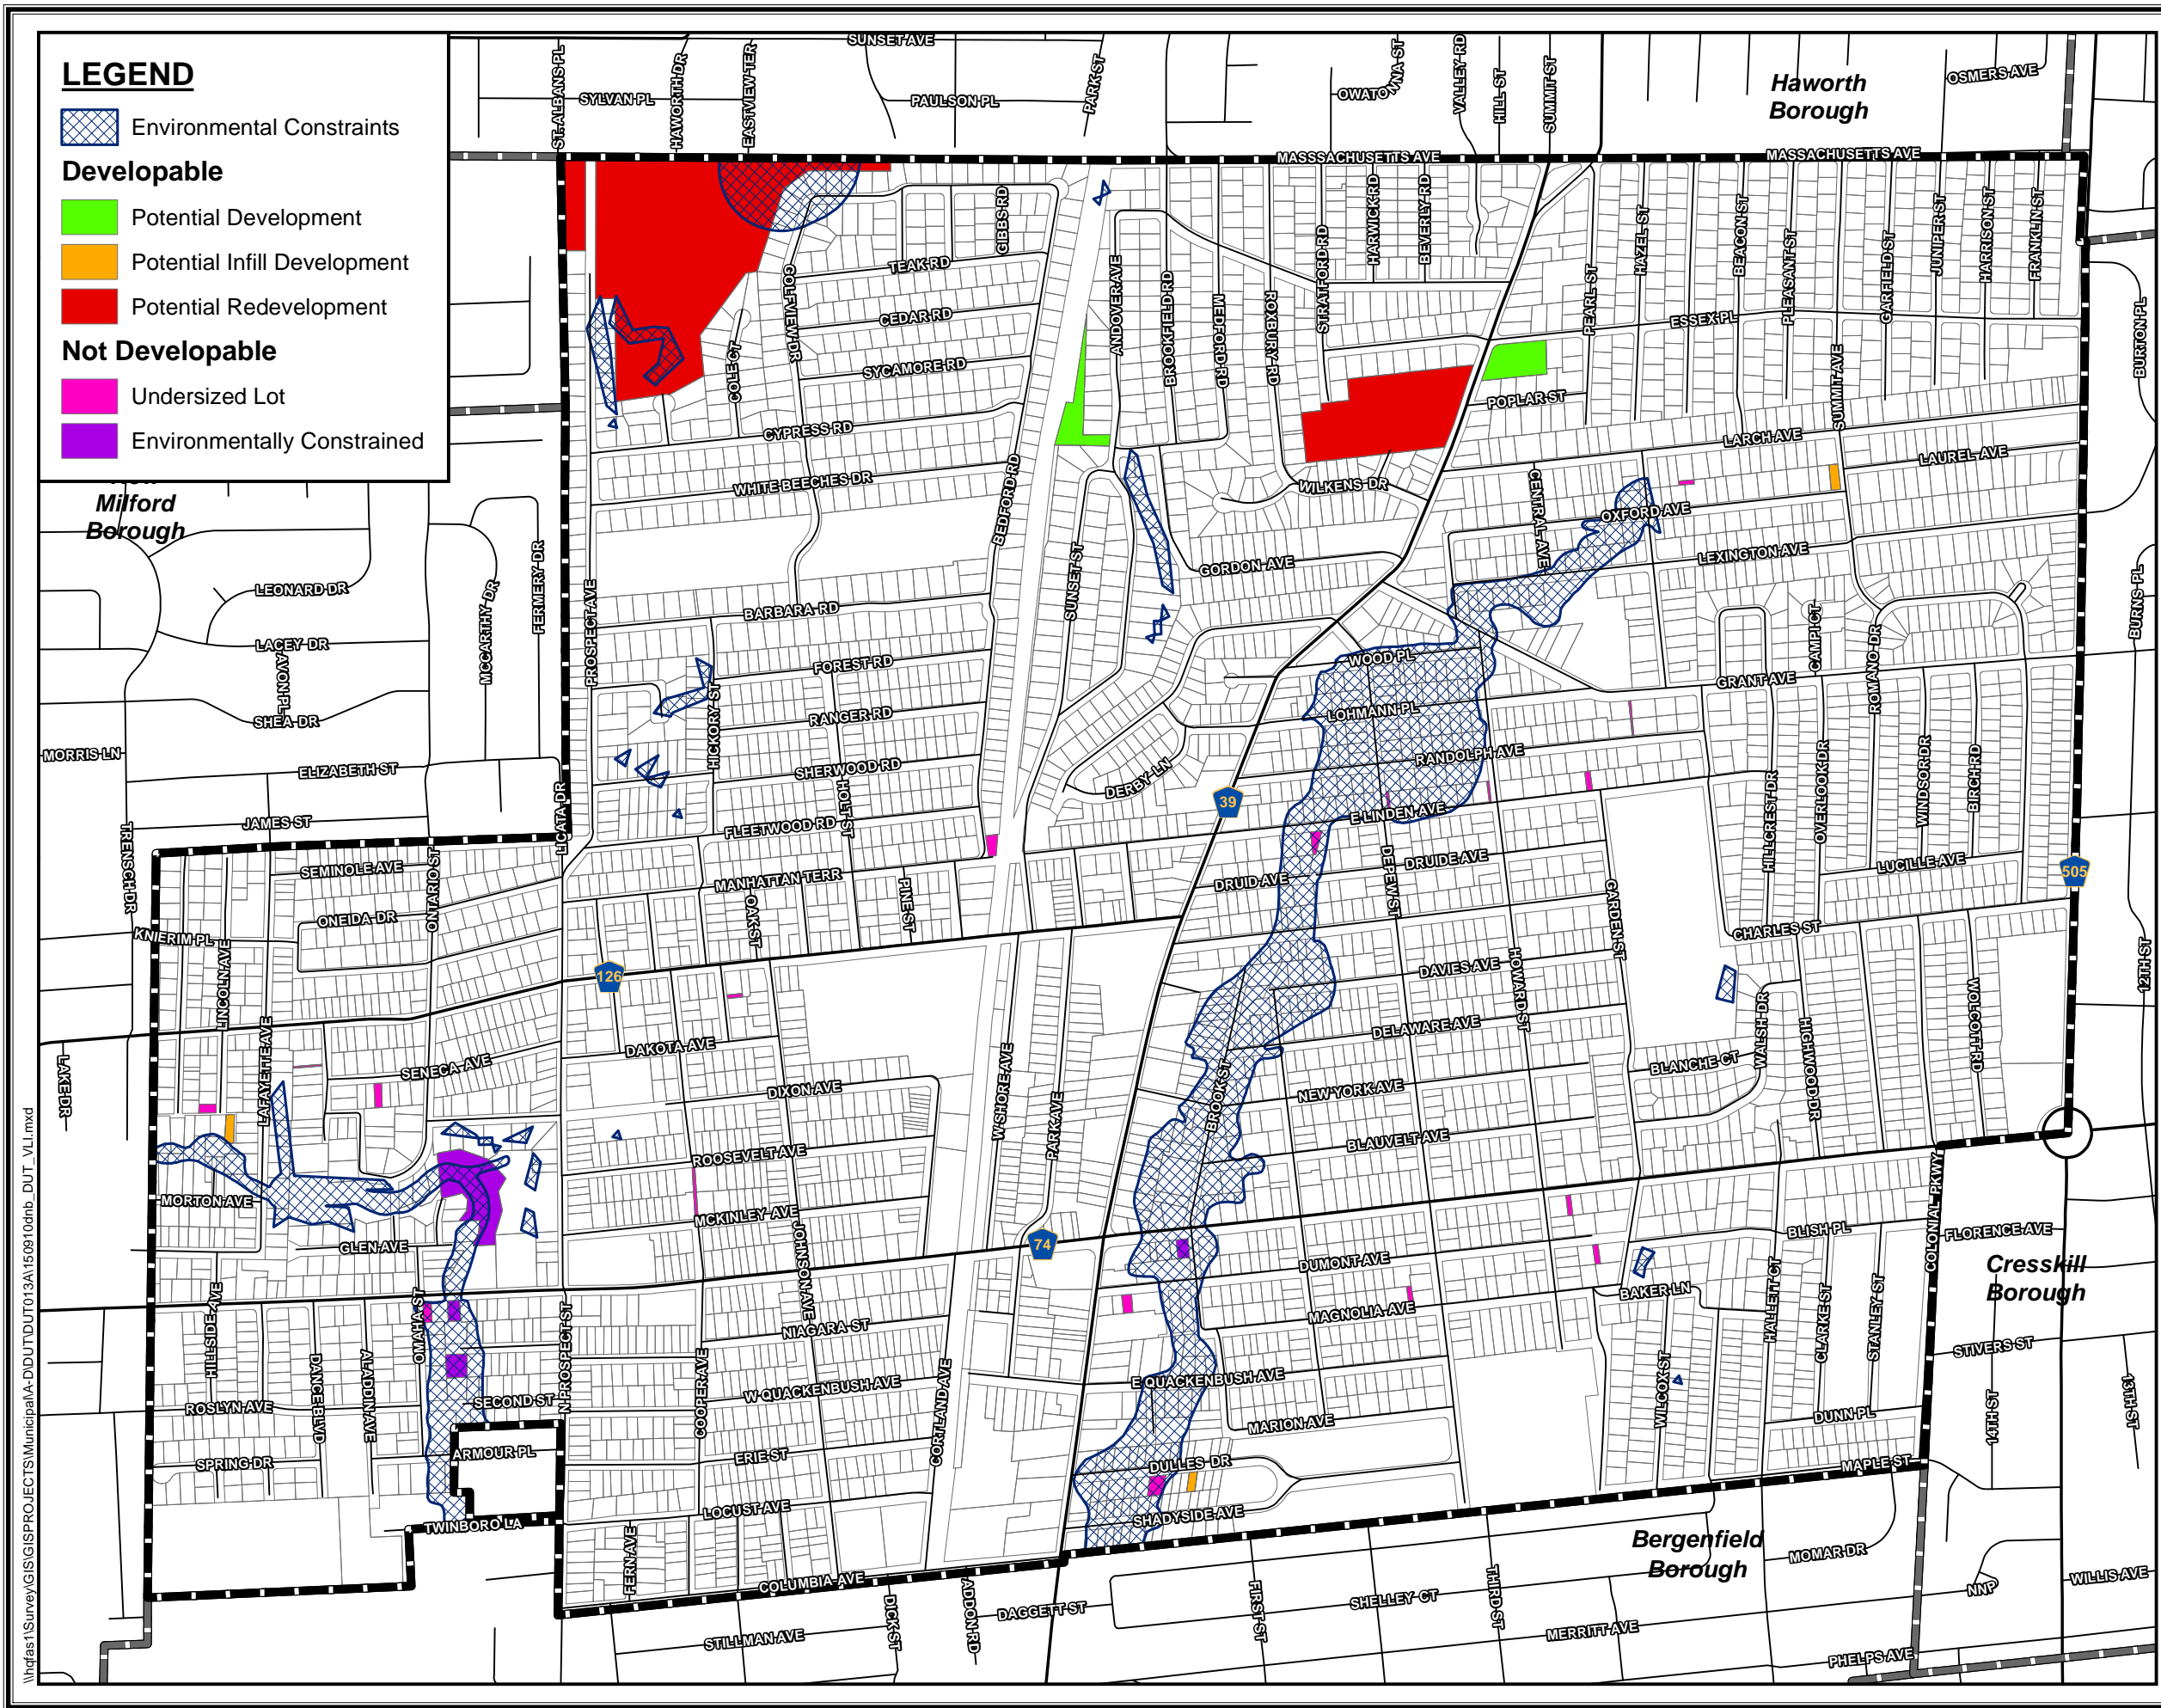 LEGEND
Environmental Constraints
Developable
Potential Development
Potential Infill Development
Potential Redevelopment
Not Developable
Undersized Lot
Environmentally Constrained
SUNSET AVE
ST. ALBANS PL
SYLVAN PL
HAWORTH DR
EASTVIEW TER
PAULSON PL
PARK ST
OWATONNA ST
VALLEY RD
HILL ST
SUMMIT ST
Haworth
Borough
OSMERS AVE
MASSSACHUSETTS AVE
MASSACHUSETTS AVE
GIBBS RD
TEAK RD
CEDAR RD
SYCAMORE RD
GOLFVIEW DR
COLE CT
CYPRESS RD
WHITE BEECHES DR
BEDFORD RD
ANDOVER AVE
BROOKFIELD RD
MEDFORD RD
ROXBURY RD
STRATFORD RD
HARWICK RD
BEVERLY RD
PEARL ST
HAZEL ST
BEACON ST
PLEASANT ST
GARFIELD ST
JUNIPER ST
HARRISON ST
FRANKLIN ST
BURTON PL
ESSEX PL
SUMMIT AVE
POPLAR ST
LARCH AVE
LAUREL AVE
WILKENS DR
CENTRAL AVE
OXFORD AVE
LEXINGTON AVE
GORDON AVE
SUNSET ST
Milford
Borough
LEONARD DR
LACEY DR
AVON PL
SHEA DR
MORRIS LN
ELIZABETH ST
JAMES ST
MCCARTHY DR
FERMERY DR
PROSPECT AVE
BARBARA RD
FOREST RD
RANGER RD
HICKORY ST
SHERWOOD RD
HOLT ST
FLEETWOOD RD
DERBY LN
39
WOOD PL
LOHMANN PL
RANDOLPH AVE
E LINDEN AVE
GRANT AVE
CAMPI CT
ROMANO DR
BURNS PL
HILLCREST DR
OVERLOOK DR
WINDSOR DR
BIRCH RD
LUCILLE AVE
505
TRENSCH DR
LICATA DR
SEMINOLE AVE
ONTARIO ST
ONEIDA DR
KNIERIM PL
LINCOLN AVE
MANHATTAN TERR
OAK ST
PINE ST
126
DRUID AVE
DRUIDE AVE
DEPEW ST
GARDEN ST
CHARLES ST
DAVIES AVE
HOWARD ST
DELAWARE AVE
WALSH DR
HIGHWOOD DR
WOLCOTT RD
12TH ST
BLANCHE CT
LAKE DR
LAFAYETTE AVE
SENECA AVE
DAKOTA AVE
DIXON AVE
W SHORE AVE
PARK AVE
BROOK ST
NEW YORK AVE
BLAUVELT AVE
ROOSEVELT AVE
MCKINLEY AVE
MORTON AVE
GLEN AVE
74
JOHNSON AVE
DUMONT AVE
BLISH PL
COLONIAL PKWY
FLORENCE AVE
Cresskill
Borough
BAKER LN
HALLETT CT
CLARKE ST
STANLEY ST
STIVERS ST
HILLSIDE AVE
OMAHA ST
DANCE BLVD
ALADDIN AVE
N PROSPECT ST
NIAGARA ST
MAGNOLIA AVE
ROSLYN AVE
SECOND ST
COOPER AVE
W QUACKENBUSH AVE
CORTLAND AVE
E QUACKENBUSH AVE
MARION AVE
WILCOX ST
DUNN PL
14TH ST
13TH ST
SPRING DR
ARMOUR PL
ERIE ST
DULLES DR
MAPLE ST
LOCUST AVE
TWINBORO LA
SHADYSIDE AVE
FERN AVE
COLUMBIA AVE
Bergenfield
Borough
MOMAR DR
NNP
WILLIS AVE
STILLMAN AVE
DICK ST
ADDON RD
DAGGETT ST
FIRST ST
SHELLEY CT
THIRD ST
MERRITT AVE
PHELPS AVE
\\hqfas1\Survey\GIS\GISPROJECTS\Municipal\A-D\DUT\DUT013A\150910dnb_DUT_VLI.mxd